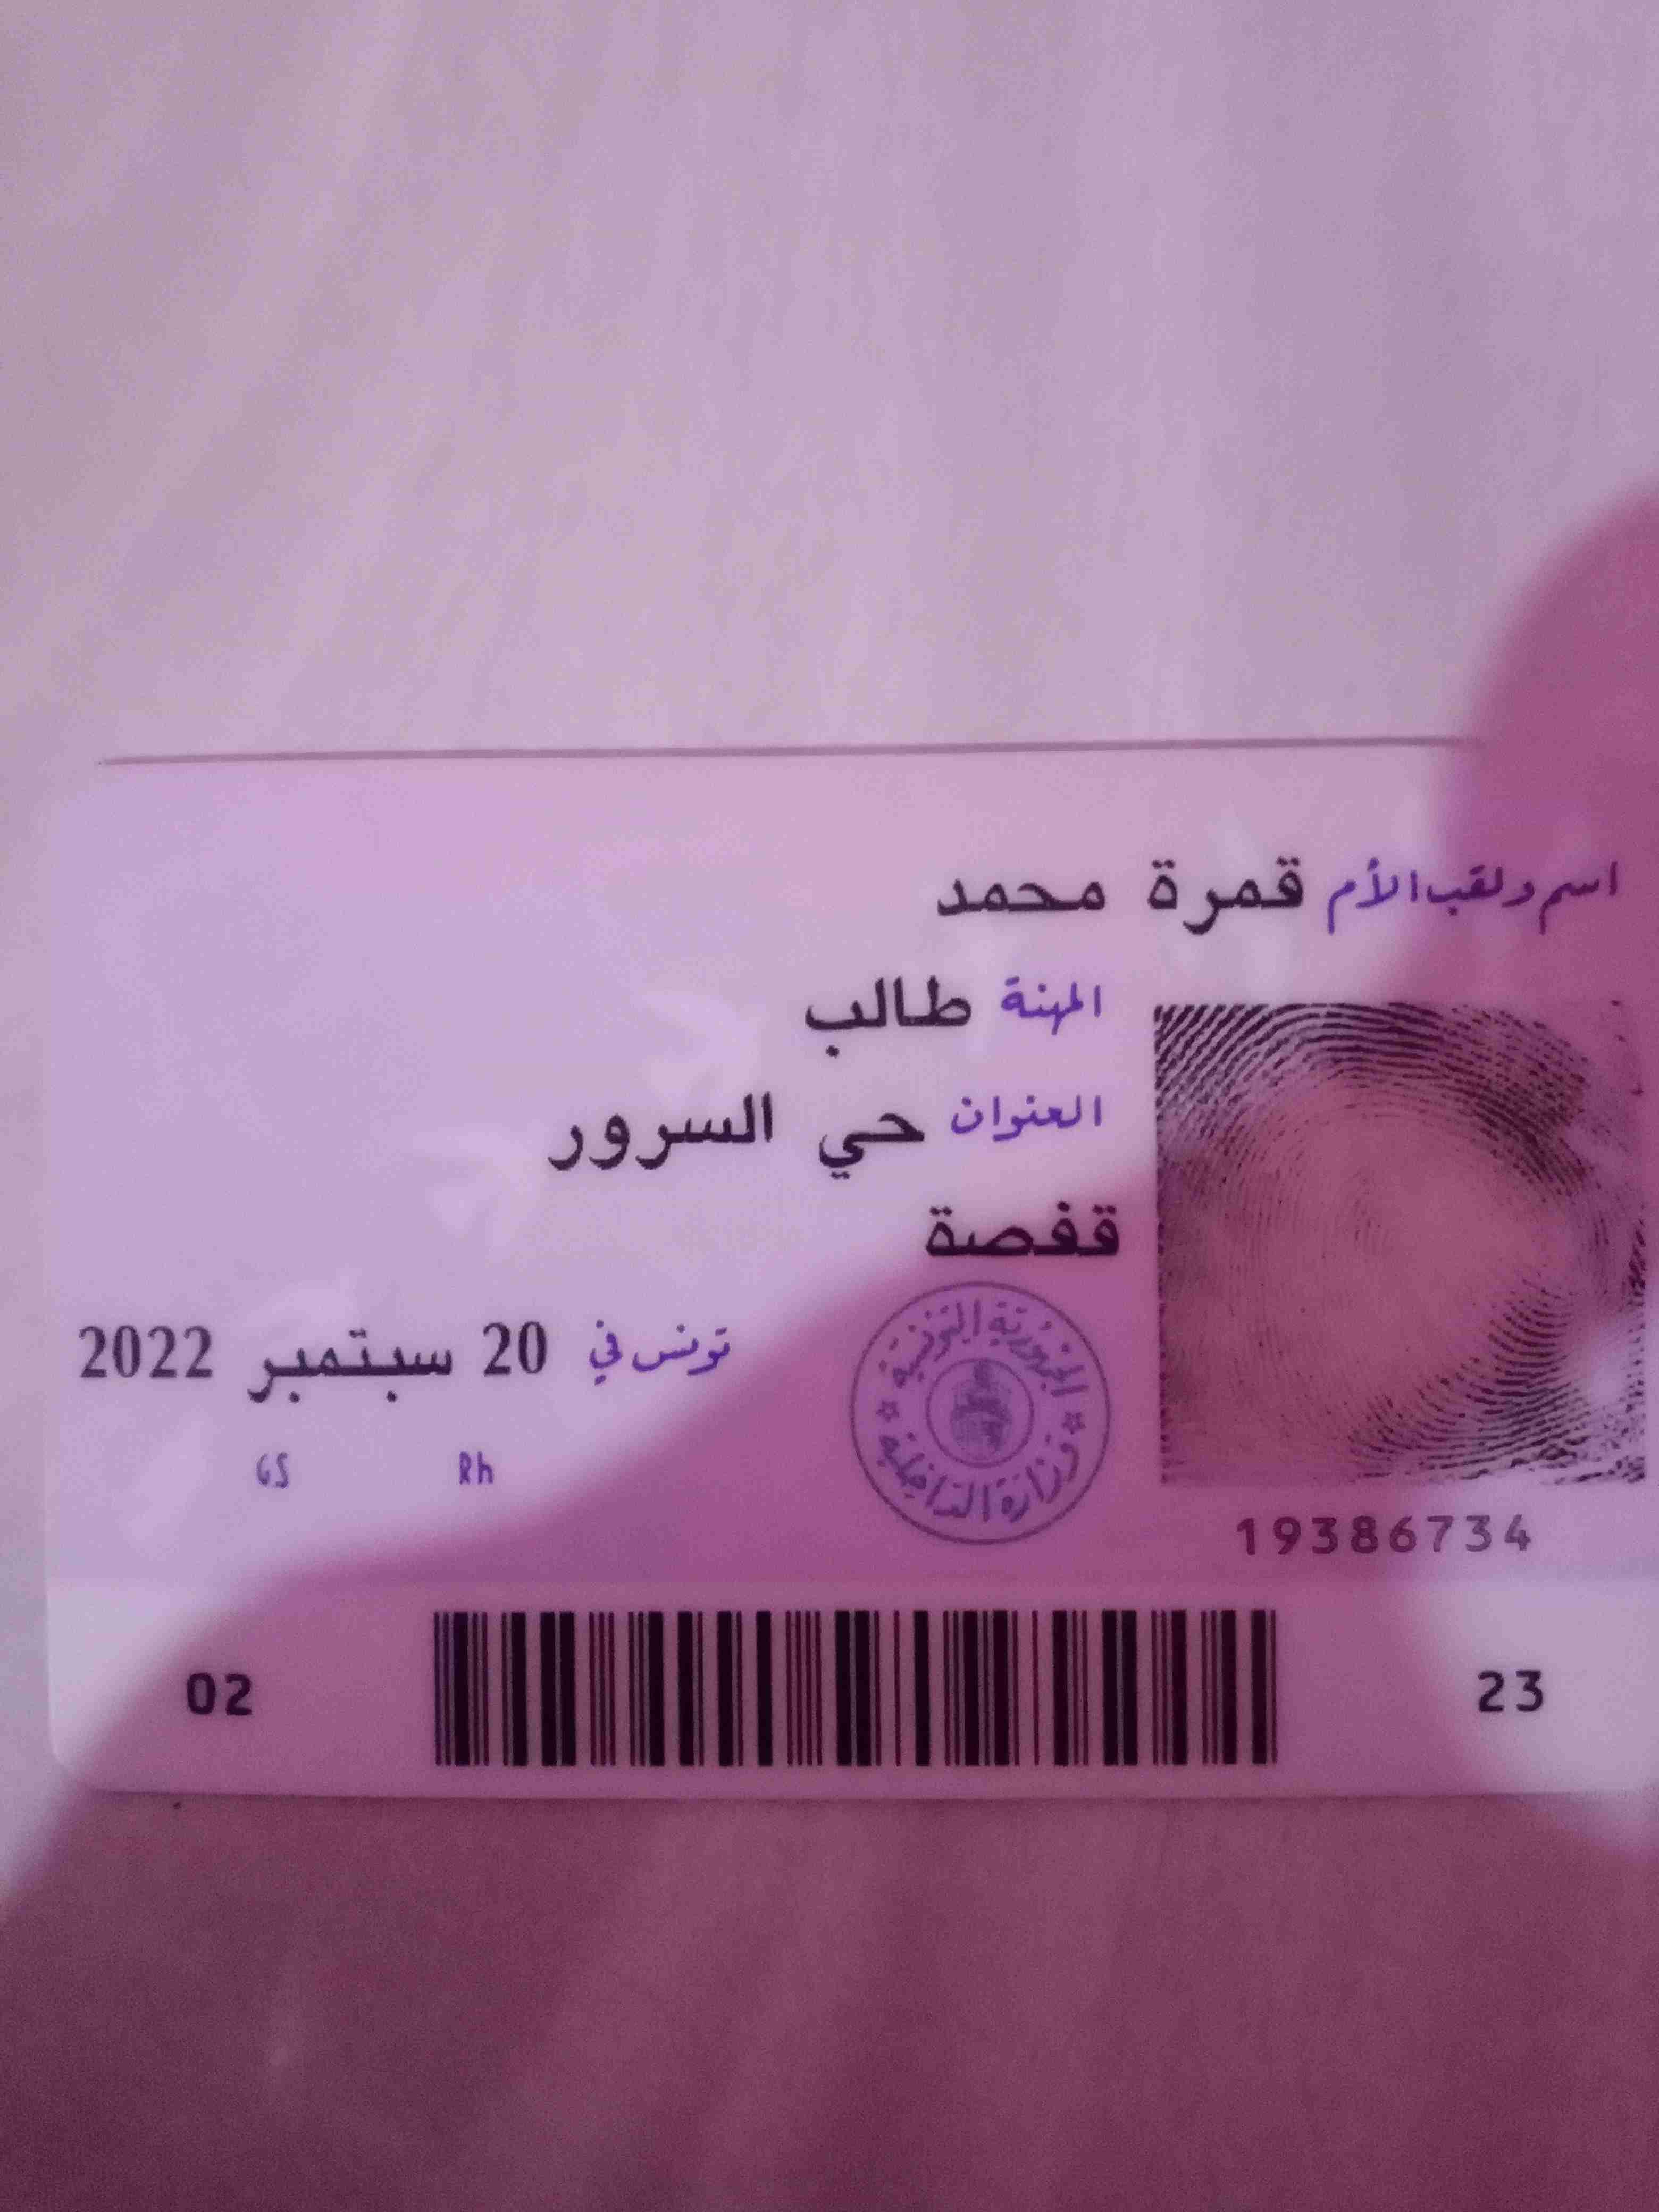 اسم ولقب الأم قمرة محمد
المهنة طالب
العنوان حي السرور
قفصة
تونس في 20 سبتمبر 2022
GS Rh
الجمهورية التونسية
وزارة الداخلية
19386734
02 23